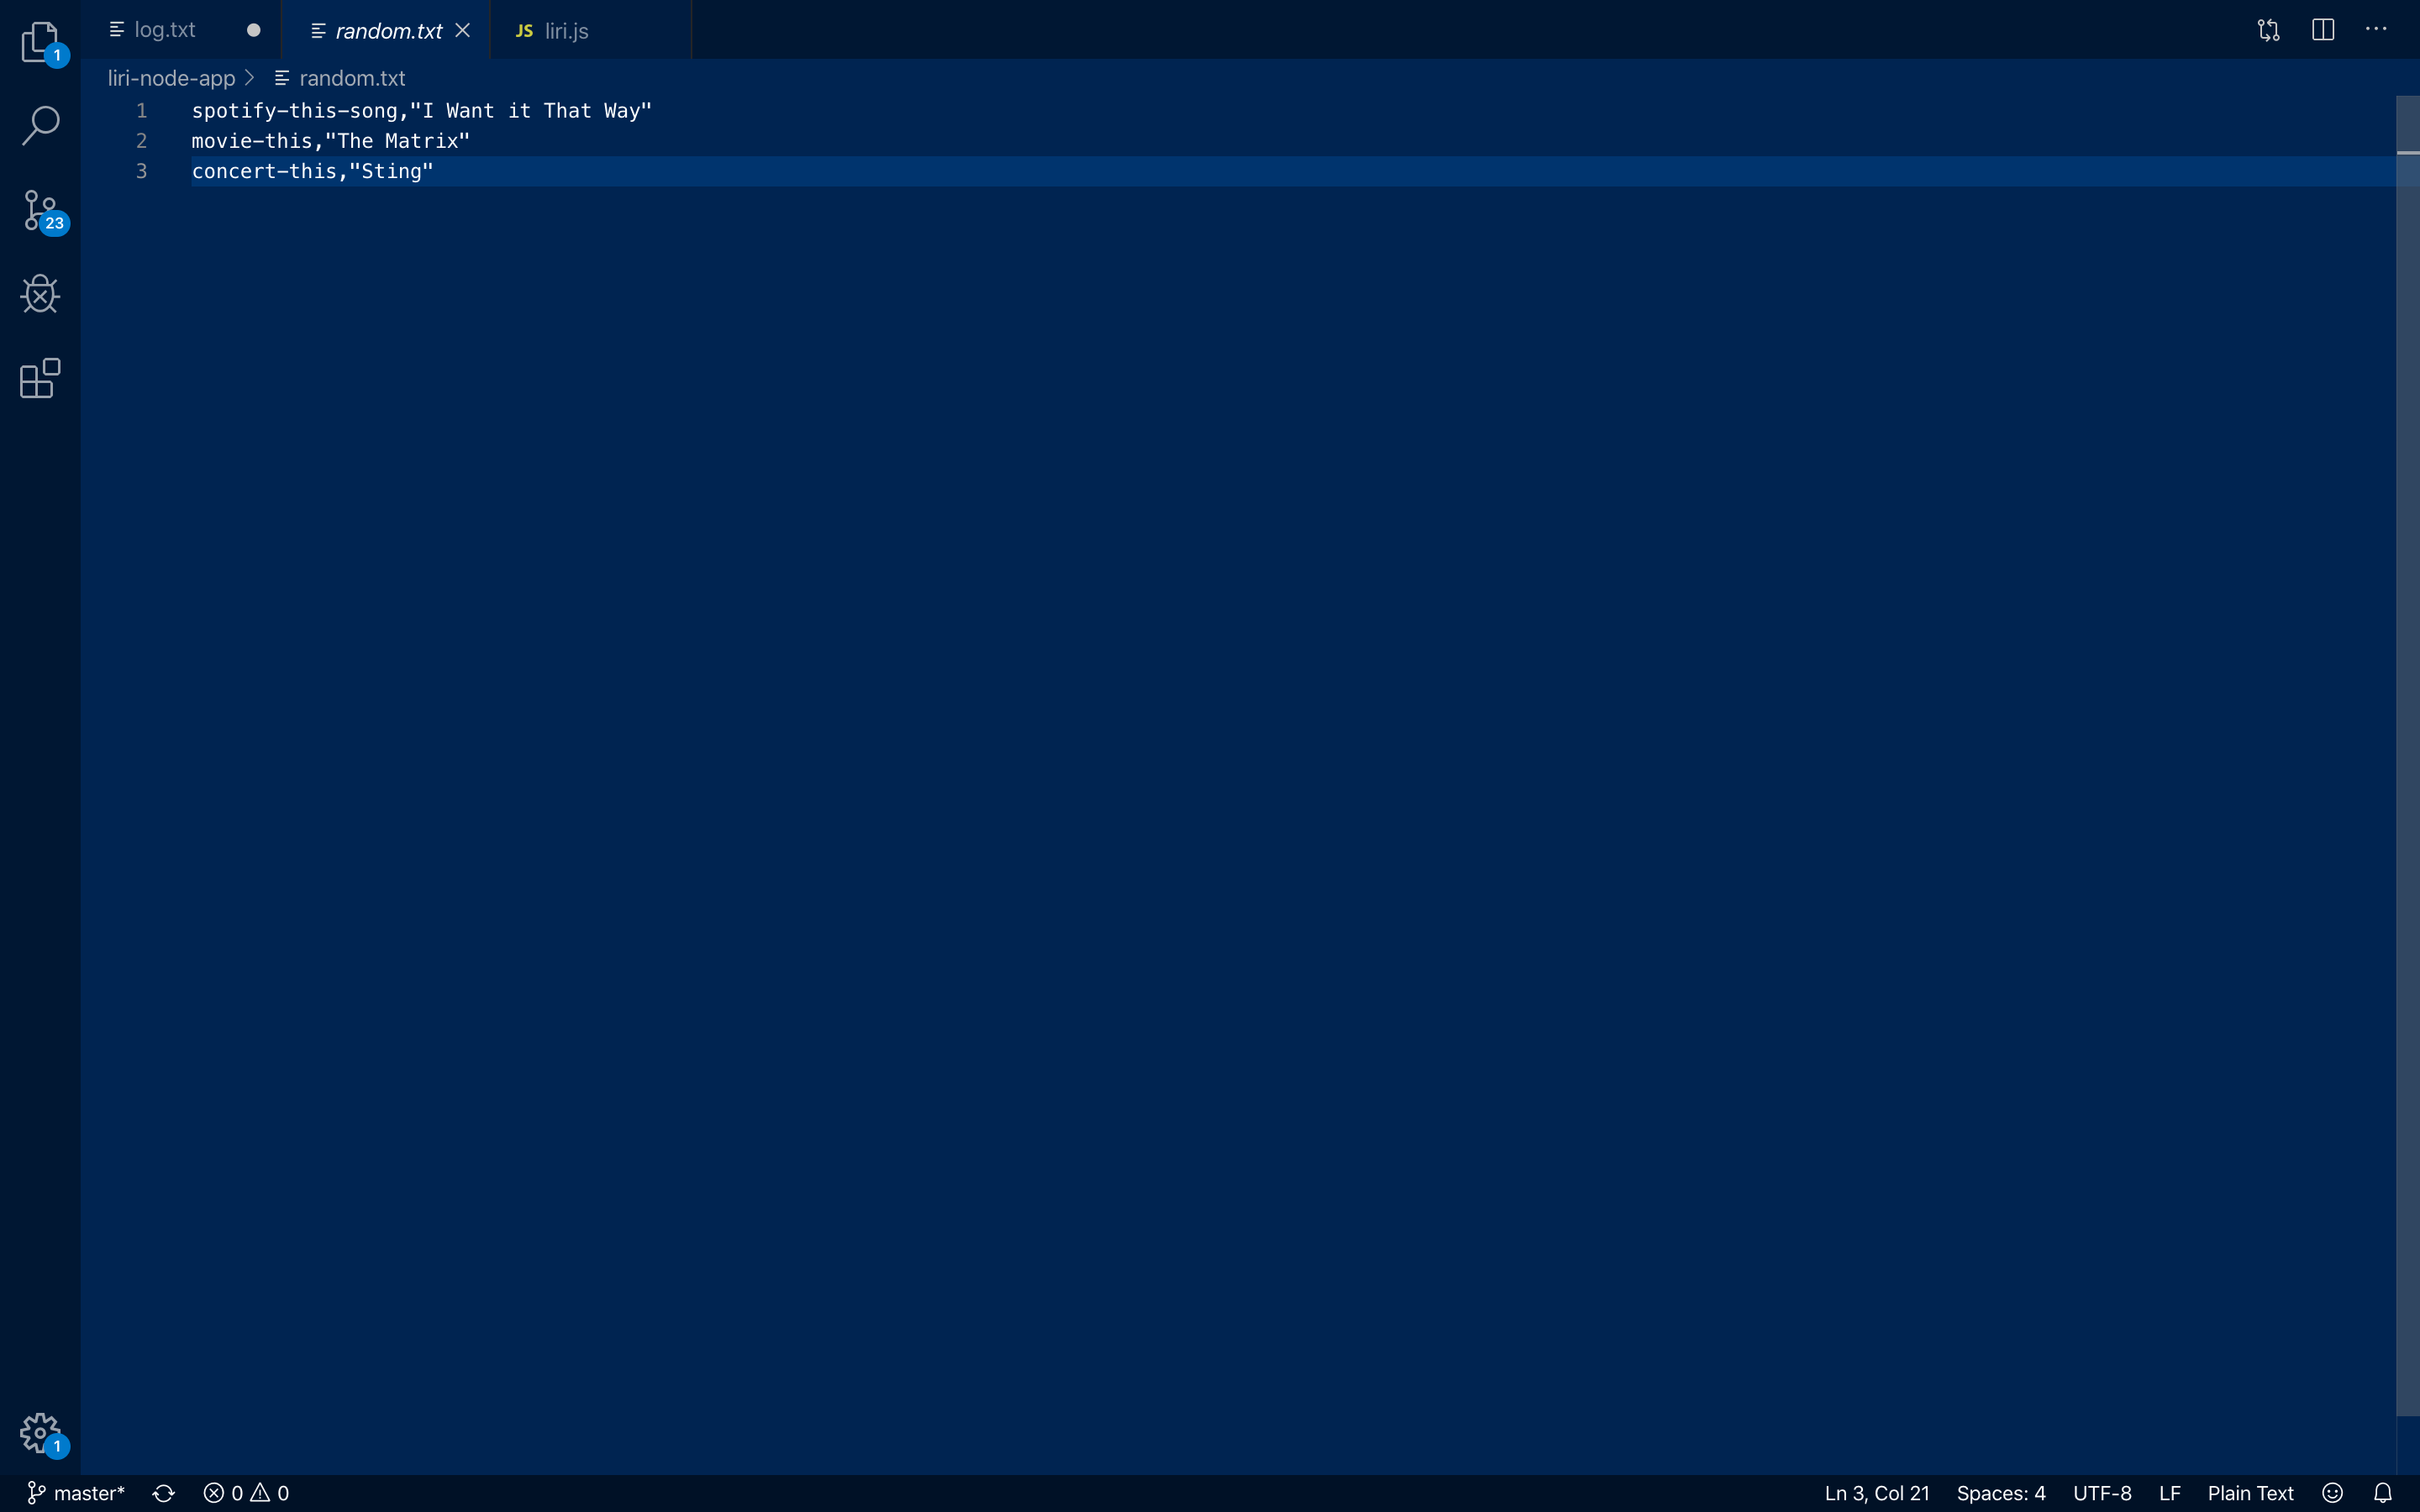 1
log.txt
random.txt
JS liri.js
liri-node-app
random.txt
1 spotify-this-song,"I Want it That Way"
2 movie-this,"The Matrix"
3 concert-this,"Sting"
23
1
master*
0 0
Ln 3, Col 21
Spaces: 4
UTF-8
LF
Plain Text